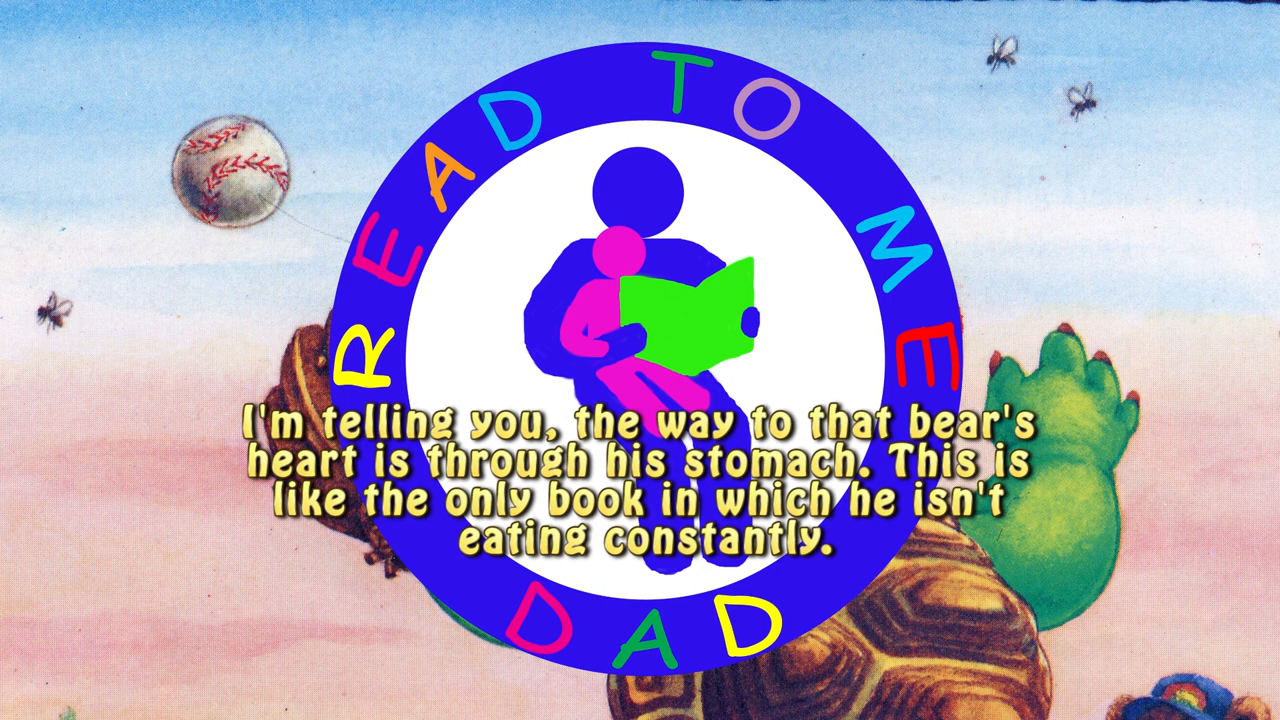 READ TO ME
I'm telling you, the way to that bear's
heart is through his stomach. This is
like the only book in which he isn't
eating constantly.
DAD